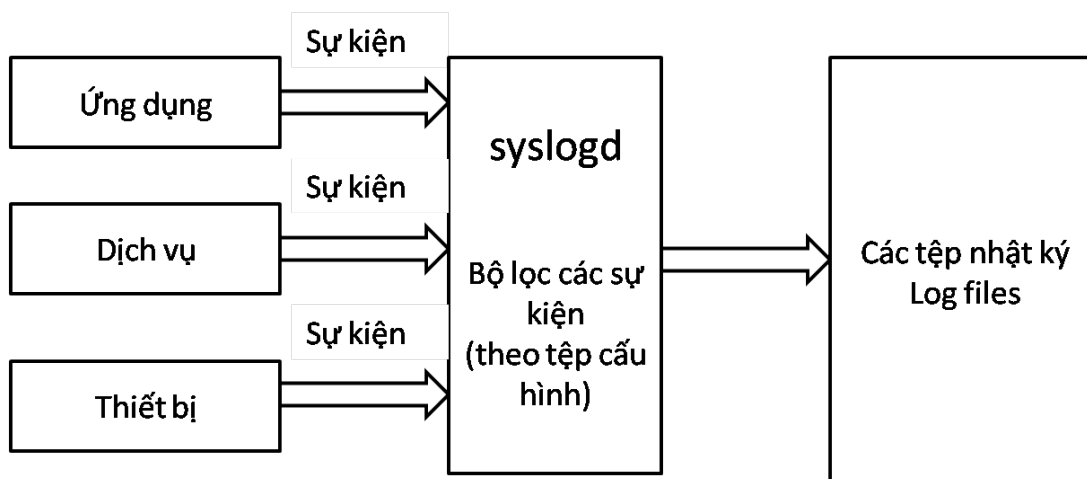 Sự kiện
Ứng dụng
Sự kiện
Dịch vụ
Sự kiện
Thiết bị
syslogd
Bộ lọc các sự
kiện
(theo tệp cấu
hình)
Các tệp nhật ký
Log files